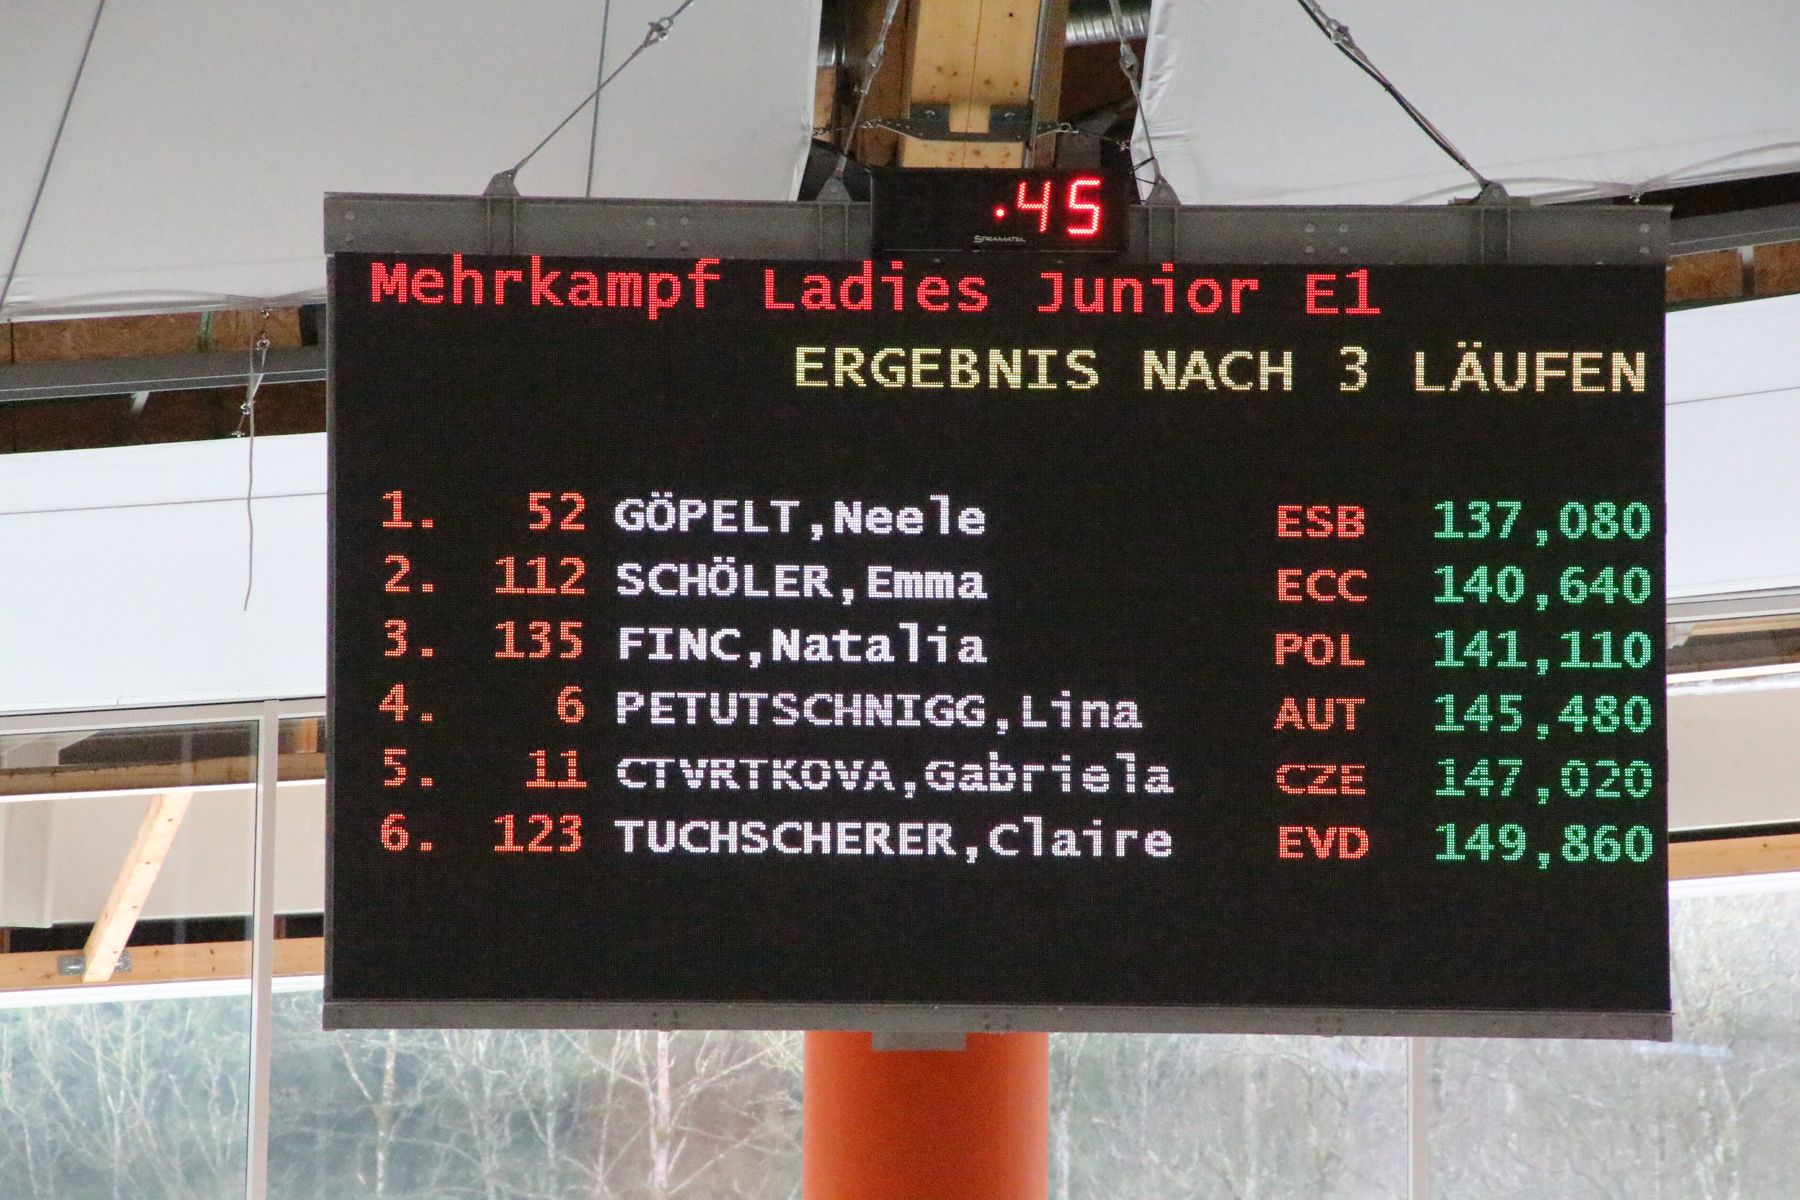 .45
STRAMATEL
Mehrkampf Ladies Junior E1
ERGEBNIS NACH 3 LÄUFEN
1. 52 GÖPELT,Neele ESB 137,080
2. 112 SCHÖLER,Emma ECC 140,640
3. 135 FINC,Natalia POL 141,110
4. 6 PETUTSCHNIGG,Lina AUT 145,480
5. 11 CTVRTKOVA,Gabriela CZE 147,020
6. 123 TUCHSCHERER,Claire EVD 149,860